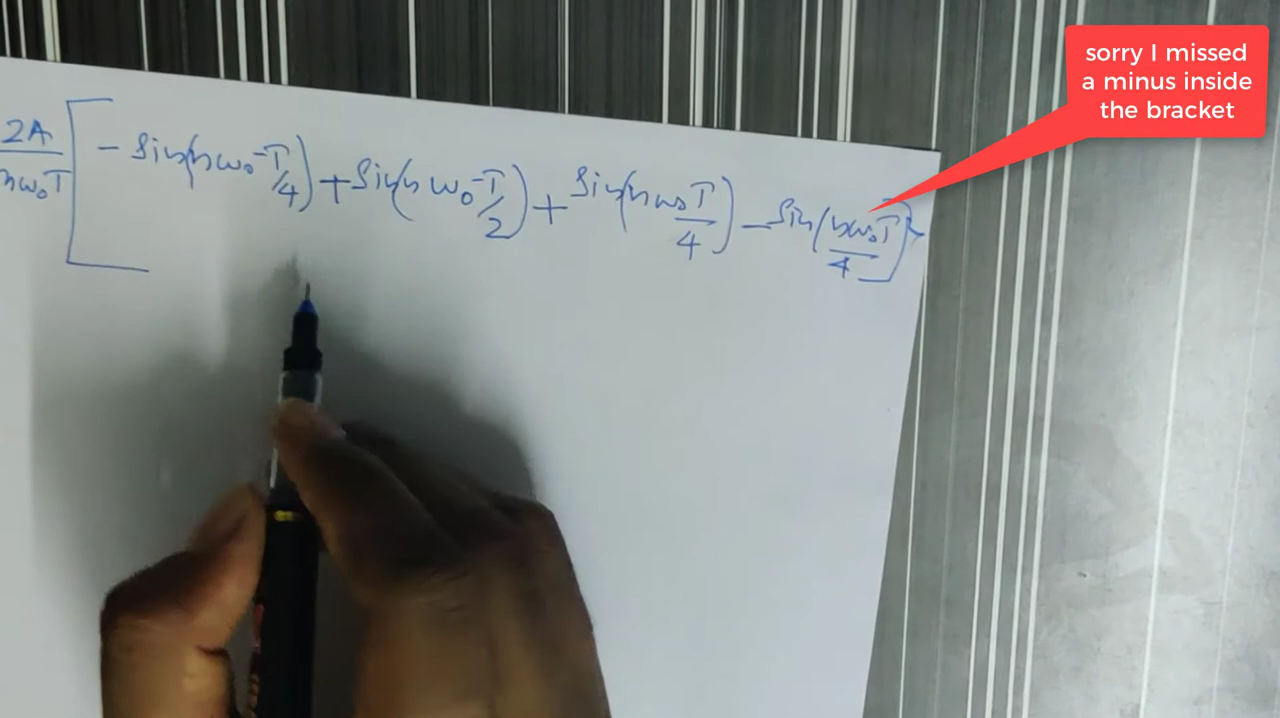 2A/nω₀T [ - Sin(nω₀ -T/4) + Sin(nω₀ -T/2) + Sin(nω₀T/4) - Sin(nω₀T/4) ]
sorry I missed
a minus inside
the bracket